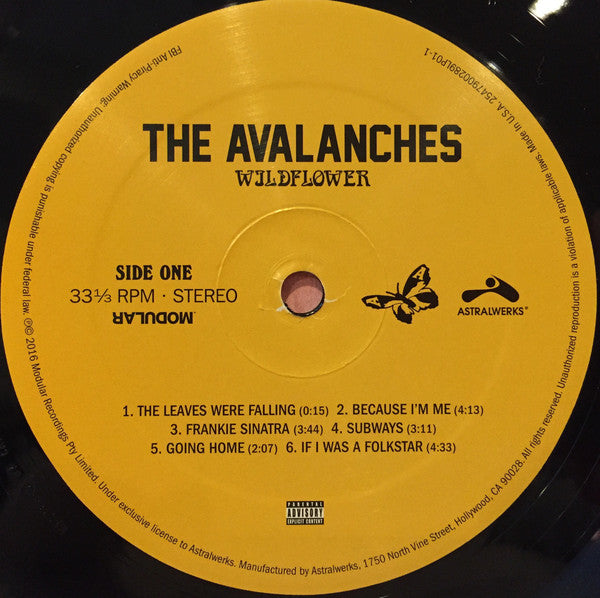 THE AVALANCHES
WILDFLOWER
SIDE ONE
33⅓ RPM · STEREO
MODULAR
ASTRALWERKS®
1. THE LEAVES WERE FALLING (0:15) 2. BECAUSE I'M ME (4:13)
3. FRANKIE SINATRA (3:44) 4. SUBWAYS (3:11)
5. GOING HOME (2:07) 6. IF I WAS A FOLKSTAR (4:33)
PARENTAL
ADVISORY
EXPLICIT CONTENT
FBI Anti-Piracy Warning: Unauthorized copying is punishable under federal law. ℗© 2016 Modular Recordings Pty Limited. Under exclusive license to Astralwerks. Manufactured by Astralwerks, 1750 North Vine Street, Hollywood, CA 90028. All rights reserved. Unauthorized reproduction is a violation of applicable laws. Made in U.S.A. 2547900289LP01-1